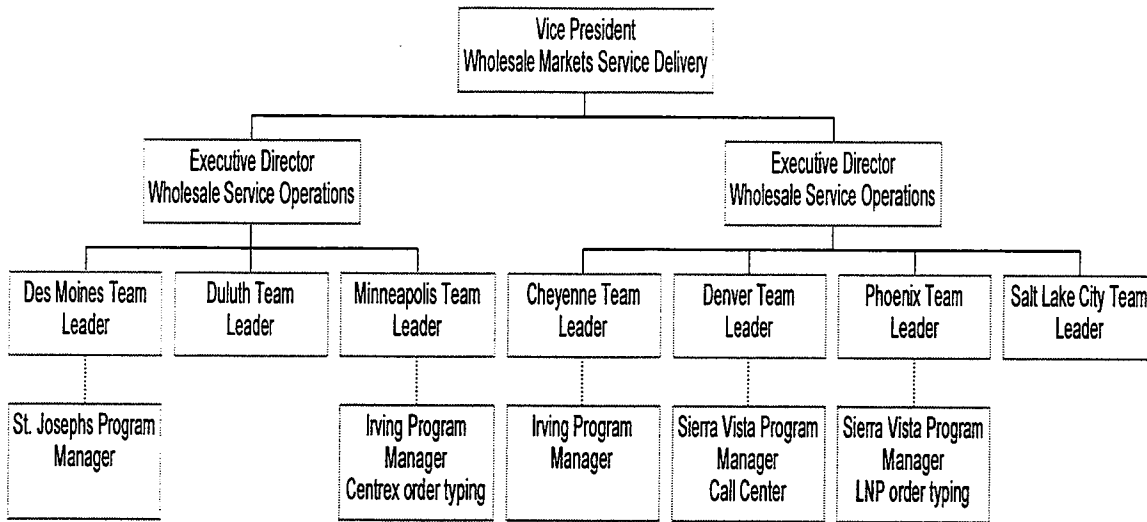 Vice President
Wholesale Markets Service Delivery
Executive Director
Wholesale Service Operations
Executive Director
Wholesale Service Operations
Des Moines Team
Leader
Duluth Team
Leader
Minneapolis Team
Leader
Cheyenne Team
Leader
Denver Team
Leader
Phoenix Team
Leader
Salt Lake City Team
Leader
St. Josephs Program
Manager
Irving Program
Manager
Centrex order typing
Irving Program
Manager
Sierra Vista Program
Manager
Call Center
Sierra Vista Program
Manager
LNP order typing